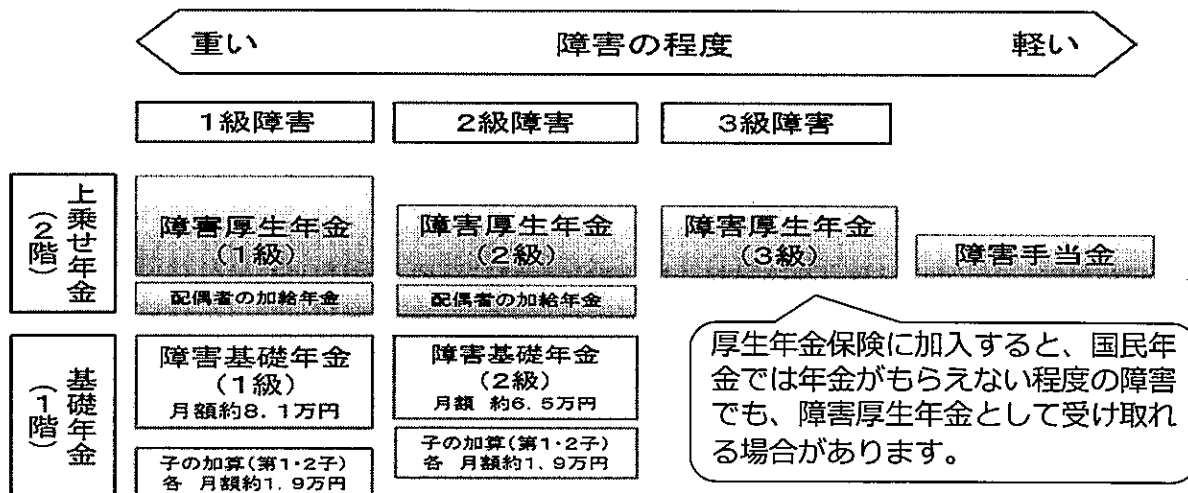 重い 障害の程度 軽い
1級障害 2級障害 3級障害
上乗せ年金
(2階)
障害厚生年金
(1級)
配偶者の加給年金
障害厚生年金
(2級)
配偶者の加給年金
障害厚生年金
(3級)
障害手当金
基礎年金
(1階)
障害基礎年金
(1級)
月額約8.1万円
子の加算(第1・2子)
各 月額約1.9万円
障害基礎年金
(2級)
月額 約6.5万円
子の加算(第1・2子)
各 月額約1.9万円
厚生年金保険に加入すると、国民年
金では年金がもらえない程度の障害
でも、障害厚生年金として受け取れ
る場合があります。